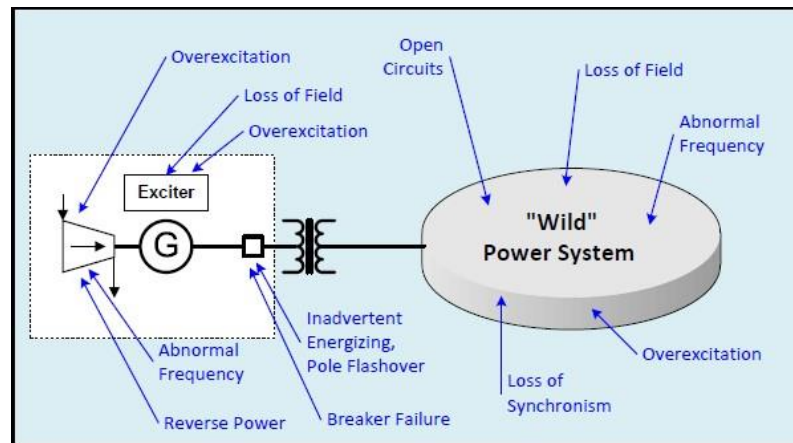 Overexcitation
Loss of Field
Overexcitation
Exciter
G
Abnormal
Frequency
Reverse Power
Inadvertent
Energizing,
Pole Flashover
Breaker Failure
Open
Circuits
Loss of Field
Abnormal
Frequency
"Wild"
Power System
Overexcitation
Loss of
Synchronism